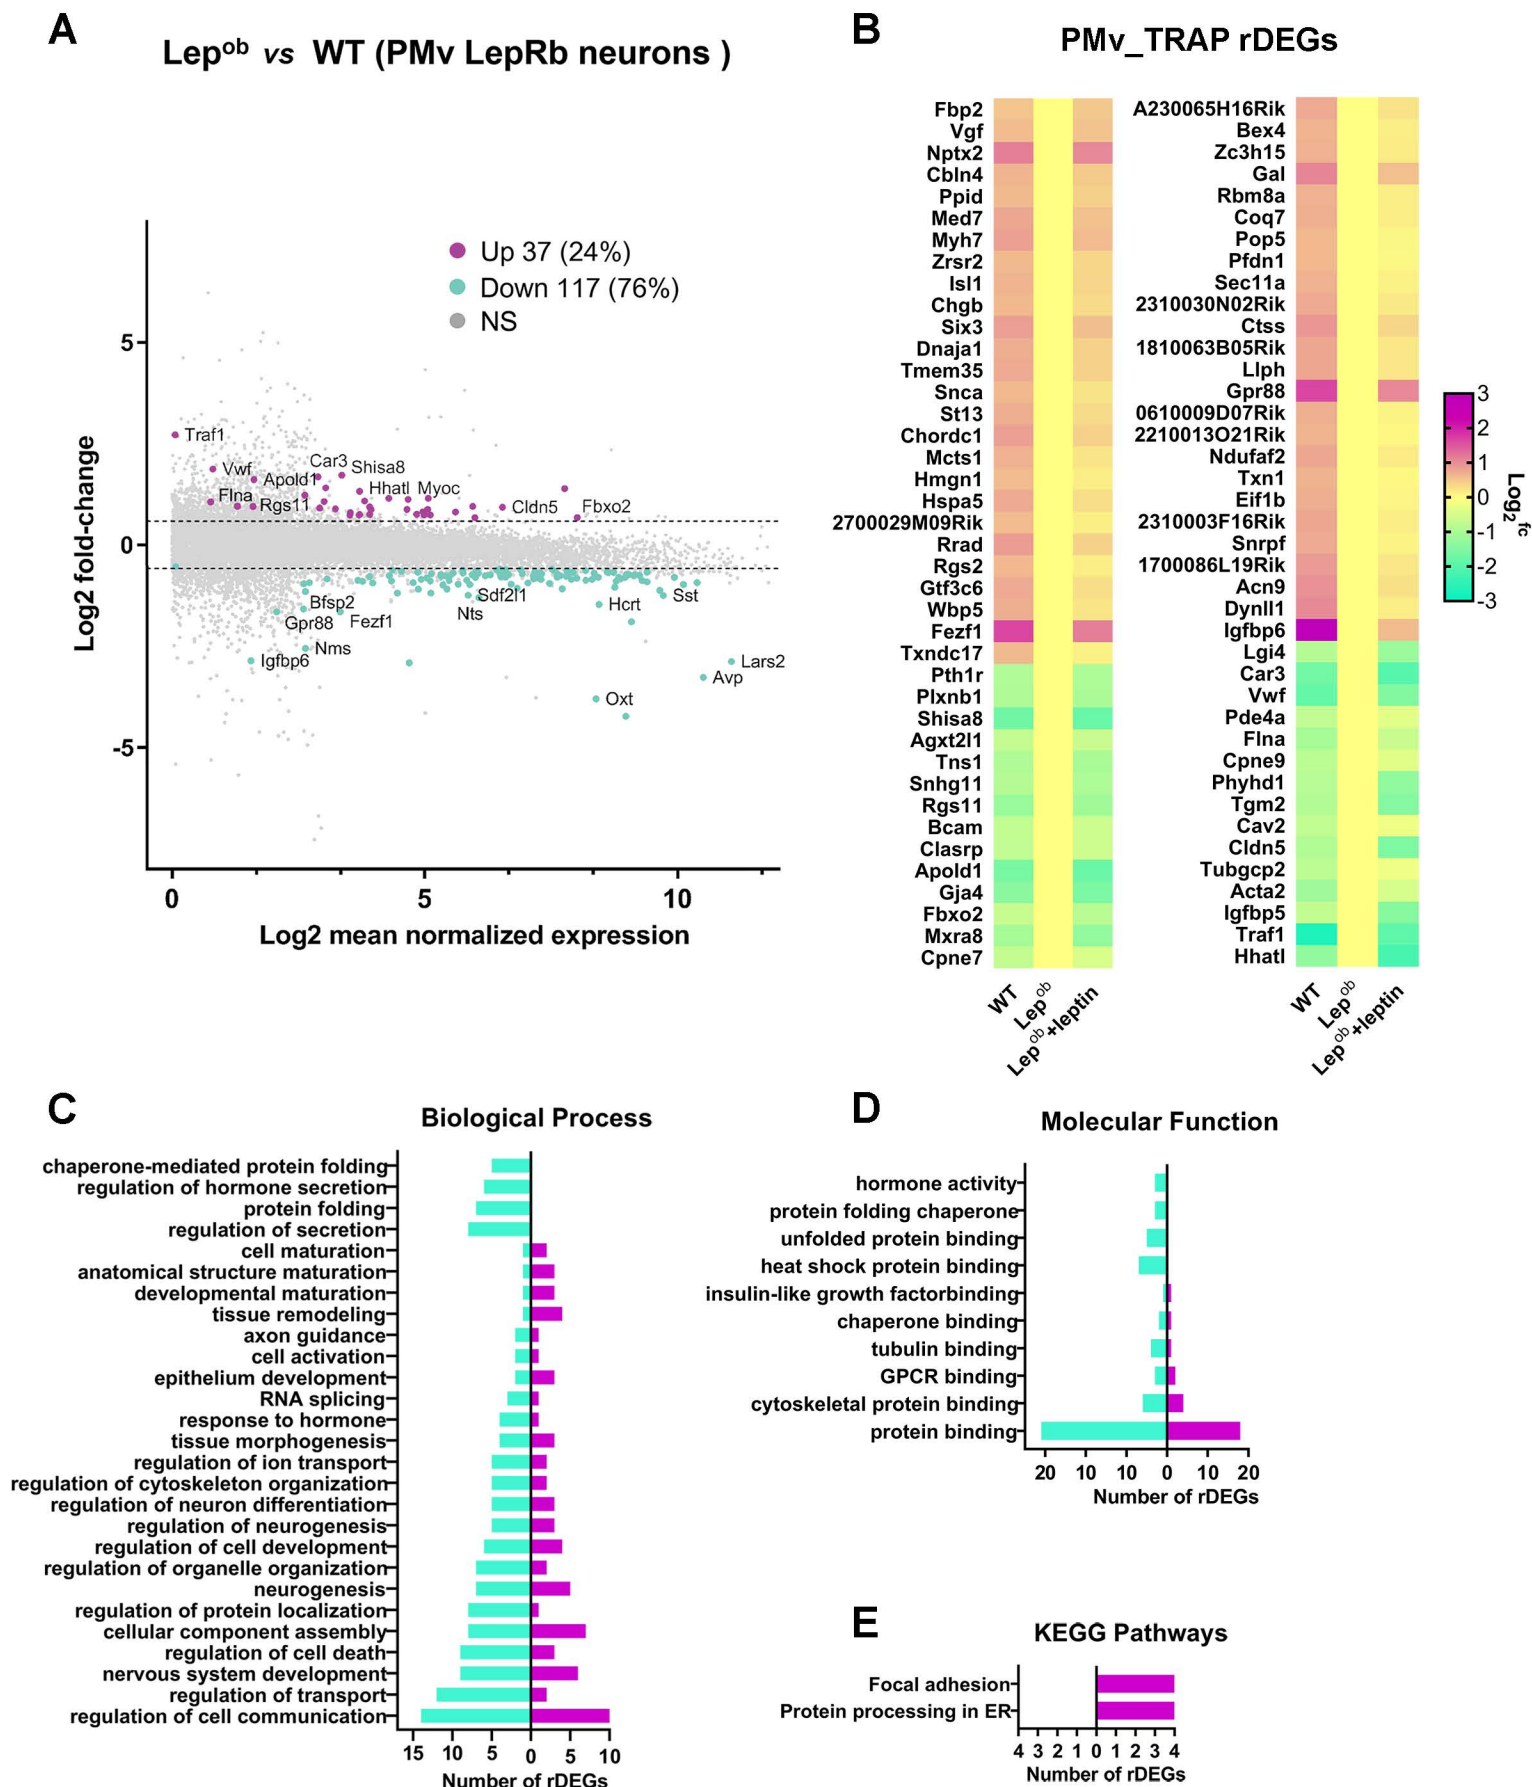 A
Lep^ob vs WT (PMv LepRb neurons )
Up 37 (24%)
Down 117 (76%)
NS
5
0
-5
Log2 fold-change
Traf1
Vwf
Car3
Shisa8
Apold1
Flna
Rgs11
Hhatl
Myoc
Cldn5
Fbxo2
Bfsp2
Gpr88
Fezf1
Nts
Sdf2l1
Hcrt
Sst
Nms
Igfbp6
Lars2
Avp
Oxt
0
5
10
Log2 mean normalized expression
B
PMv_TRAP rDEGs
Fbp2
Vgf
Nptx2
Cbln4
Ppid
Med7
Myh7
Zrsr2
Isl1
Chgb
Six3
Dnaja1
Tmem35
Snca
St13
Chordc1
Mcts1
Hmgn1
Hspa5
2700029M09Rik
Rrad
Rgs2
Gtf3c6
Wbp5
Fezf1
Txndc17
Pth1r
Plxnb1
Shisa8
Agxt2l1
Tns1
Snhg11
Rgs11
Bcam
Clasrp
Apold1
Gja4
Fbxo2
Mxra8
Cpne7
WT
Lep^ob
Lep^ob+leptin
A230065H16Rik
Bex4
Zc3h15
Gal
Rbm8a
Coq7
Pop5
Pfdn1
Sec11a
2310030N02Rik
Ctss
1810063B05Rik
Llph
Gpr88
0610009D07Rik
2210013O21Rik
Ndufaf2
Txn1
Eif1b
2310003F16Rik
Snrpf
1700086L19Rik
Acn9
Dynll1
Igfbp6
Lgi4
Car3
Vwf
Pde4a
Flna
Cpne9
Phyhd1
Tgm2
Cav2
Cldn5
Tubgcp2
Acta2
Igfbp5
Traf1
Hhatl
WT
Lep^ob
Lep^ob+leptin
3
2
1
0
-1
-2
-3
Log2^fc
C
Biological Process
chaperone-mediated protein folding
regulation of hormone secretion
protein folding
regulation of secretion
cell maturation
anatomical structure maturation
developmental maturation
tissue remodeling
axon guidance
cell activation
epithelium development
RNA splicing
response to hormone
tissue morphogenesis
regulation of ion transport
regulation of cytoskeleton organization
regulation of neuron differentiation
regulation of neurogenesis
regulation of cell development
regulation of organelle organization
neurogenesis
regulation of protein localization
cellular component assembly
regulation of cell death
nervous system development
regulation of transport
regulation of cell communication
15 10 5 0 5 10
Number of rDEGs
D
Molecular Function
hormone activity
protein folding chaperone
unfolded protein binding
heat shock protein binding
insulin-like growth factorbinding
chaperone binding
tubulin binding
GPCR binding
cytoskeletal protein binding
protein binding
20 10 10 0 10 20
Number of rDEGs
E
KEGG Pathways
Focal adhesion
Protein processing in ER
4 3 2 1 0 1 2 3 4
Number of rDEGs